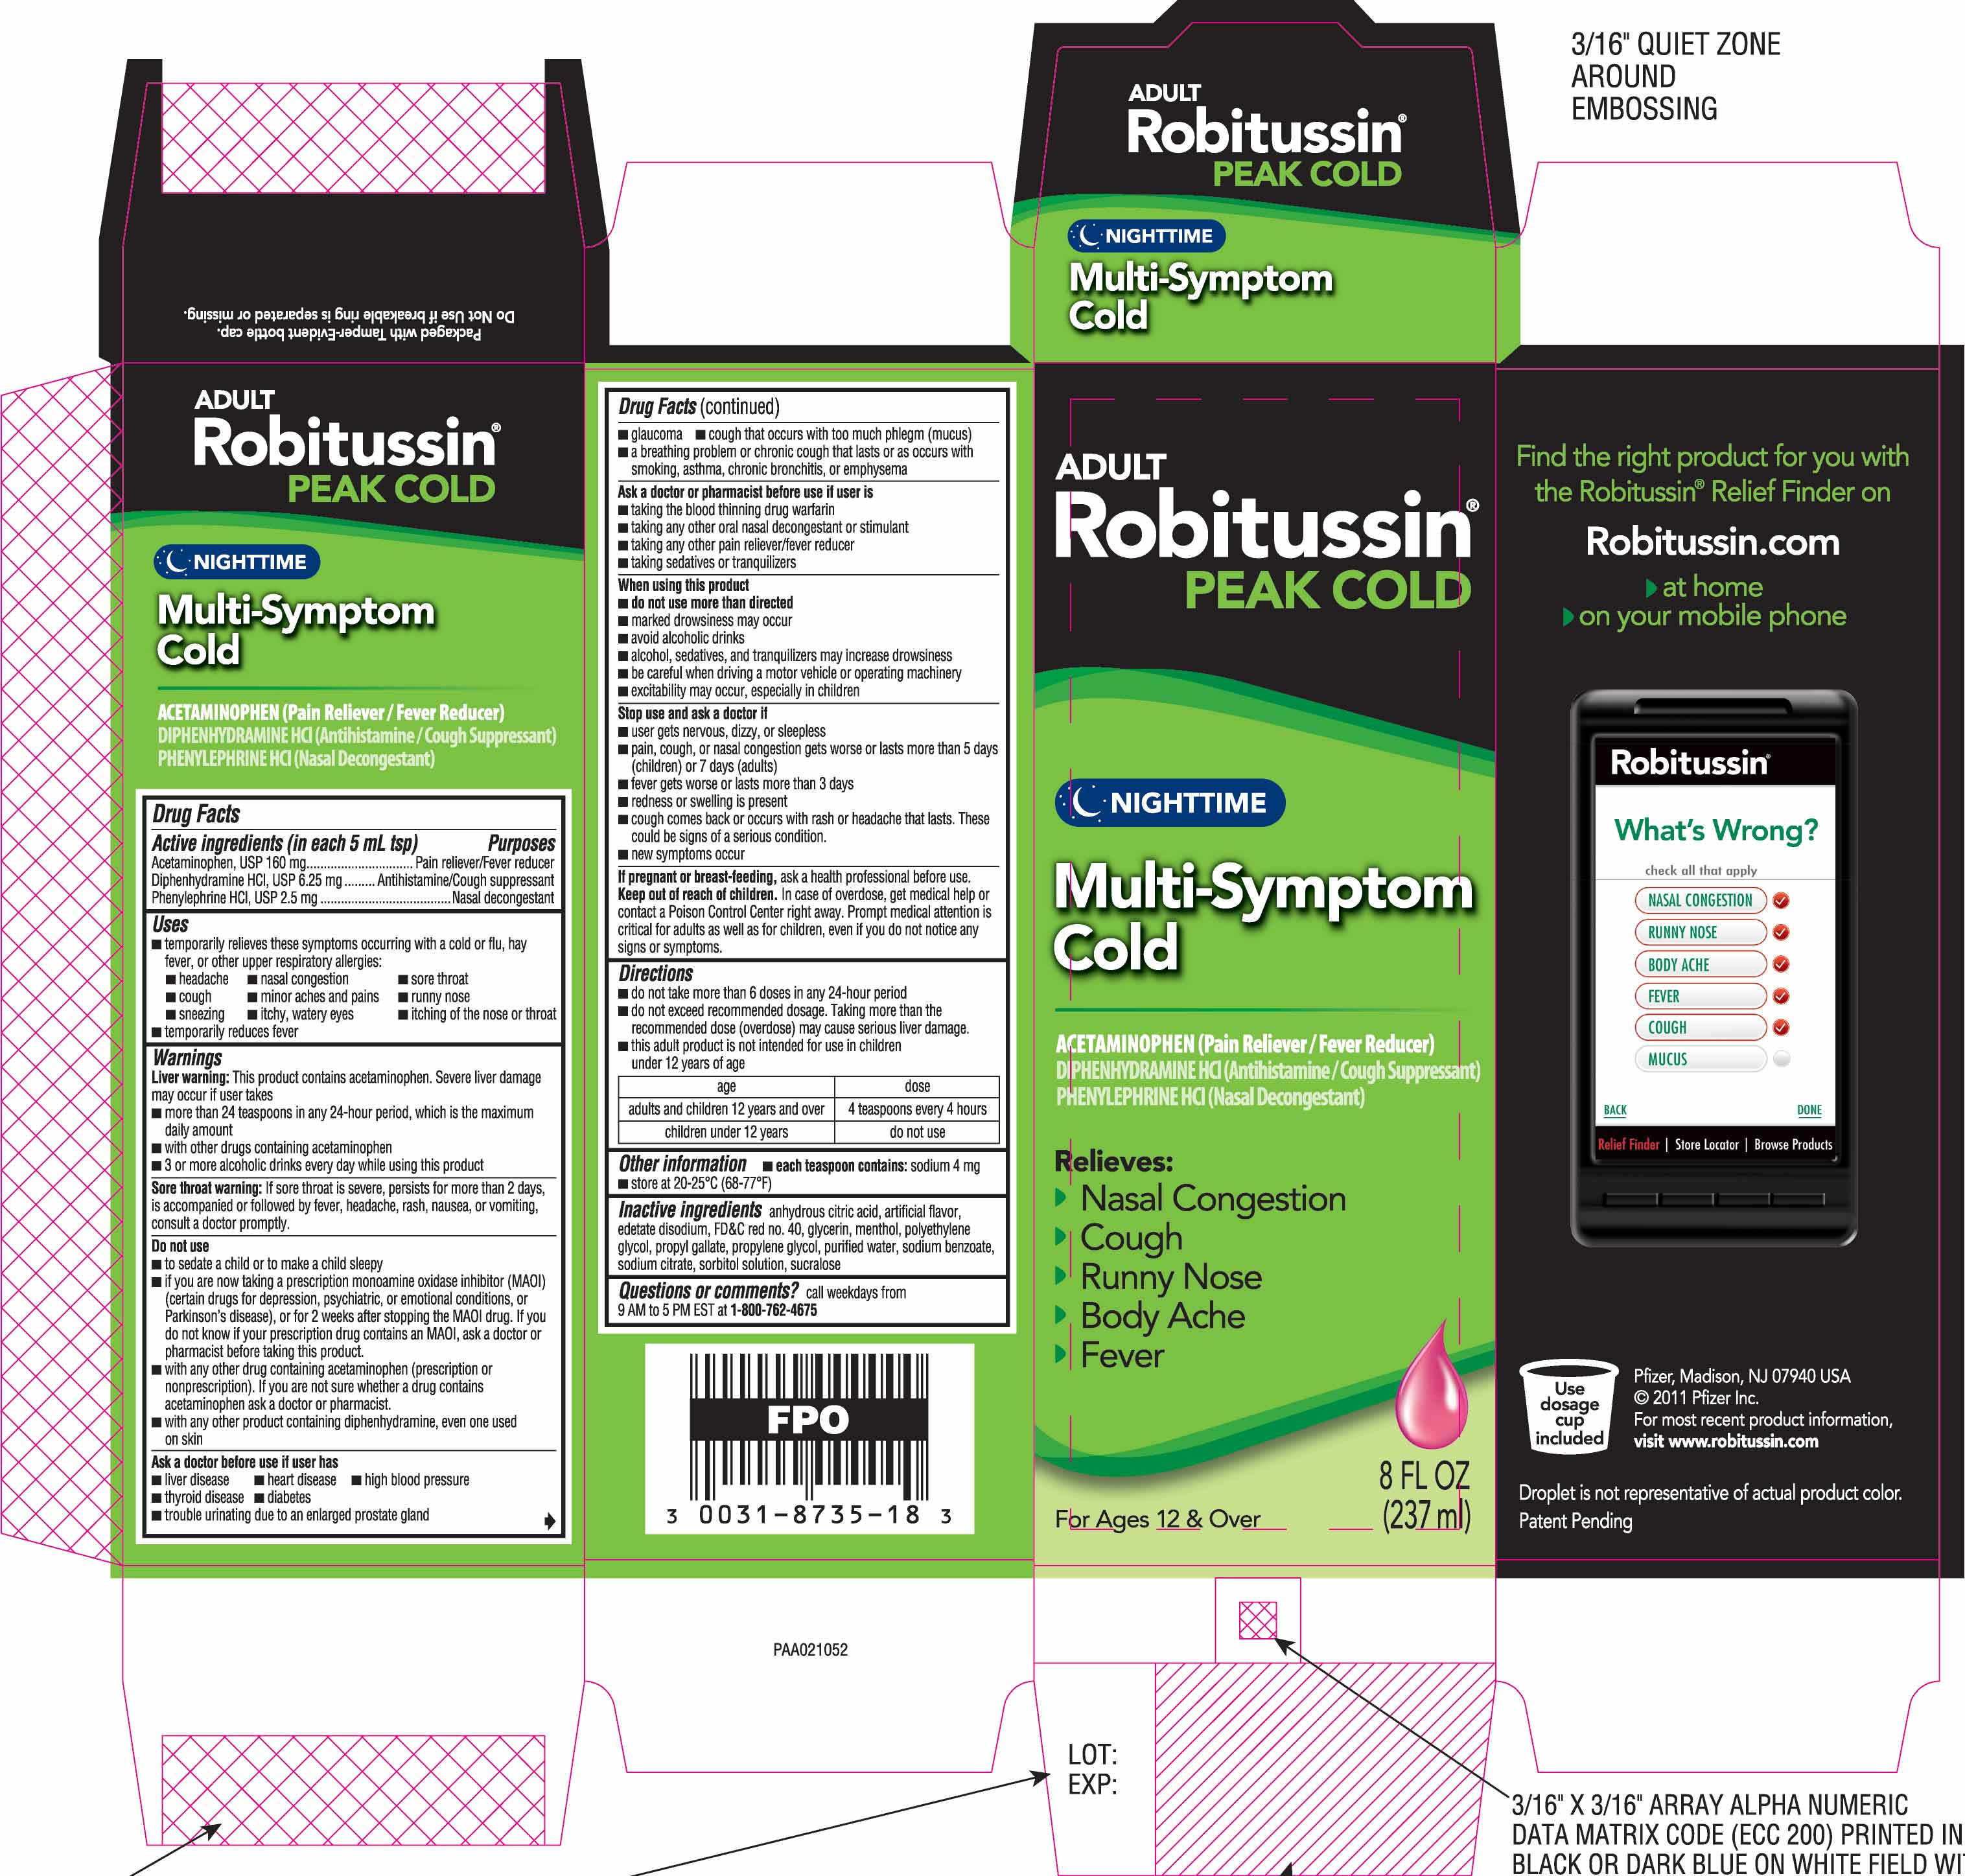 3/16" QUIET ZONE
AROUND
EMBOSSING
Packaged with Tamper-Evident bottle cap.
Do Not Use if breakable ring is separated or missing.
ADULT
Robitussin®
PEAK COLD
NIGHTTIME
Multi-Symptom
Cold
ACETAMINOPHEN (Pain Reliever / Fever Reducer)
DIPHENHYDRAMINE HCl (Antihistamine / Cough Suppressant)
PHENYLEPHRINE HCl (Nasal Decongestant)
Drug Facts
Active ingredients (in each 5 mL tsp) Purposes
Acetaminophen, USP 160 mg.............................. Pain reliever/Fever reducer
Diphenhydramine HCl, USP 6.25 mg ......... Antihistamine/Cough suppressant
Phenylephrine HCl, USP 2.5 mg ...................................... Nasal decongestant
Uses
■ temporarily relieves these symptoms occurring with a cold or flu, hay
fever, or other upper respiratory allergies:
■ headache ■ nasal congestion ■ sore throat
■ cough ■ minor aches and pains ■ runny nose
■ sneezing ■ itchy, watery eyes ■ itching of the nose or throat
■ temporarily reduces fever
Warnings
Liver warning: This product contains acetaminophen. Severe liver damage
may occur if user takes
■ more than 24 teaspoons in any 24-hour period, which is the maximum
daily amount
■ with other drugs containing acetaminophen
■ 3 or more alcoholic drinks every day while using this product
Sore throat warning: If sore throat is severe, persists for more than 2 days,
is accompanied or followed by fever, headache, rash, nausea, or vomiting,
consult a doctor promptly.
Do not use
■ to sedate a child or to make a child sleepy
■ if you are now taking a prescription monoamine oxidase inhibitor (MAOI)
(certain drugs for depression, psychiatric, or emotional conditions, or
Parkinson's disease), or for 2 weeks after stopping the MAOI drug. If you
do not know if your prescription drug contains an MAOI, ask a doctor or
pharmacist before taking this product.
■ with any other drug containing acetaminophen (prescription or
nonprescription). If you are not sure whether a drug contains
acetaminophen ask a doctor or pharmacist.
■ with any other product containing diphenhydramine, even one used
on skin
Ask a doctor before use if user has
■ liver disease ■ heart disease ■ high blood pressure
■ thyroid disease ■ diabetes
■ trouble urinating due to an enlarged prostate gland
Drug Facts (continued)
■ glaucoma ■ cough that occurs with too much phlegm (mucus)
■ a breathing problem or chronic cough that lasts or as occurs with
smoking, asthma, chronic bronchitis, or emphysema
Ask a doctor or pharmacist before use if user is
■ taking the blood thinning drug warfarin
■ taking any other oral nasal decongestant or stimulant
■ taking any other pain reliever/fever reducer
■ taking sedatives or tranquilizers
When using this product
■ do not use more than directed
■ marked drowsiness may occur
■ avoid alcoholic drinks
■ alcohol, sedatives, and tranquilizers may increase drowsiness
■ be careful when driving a motor vehicle or operating machinery
■ excitability may occur, especially in children
Stop use and ask a doctor if
■ user gets nervous, dizzy, or sleepless
■ pain, cough, or nasal congestion gets worse or lasts more than 5 days
(children) or 7 days (adults)
■ fever gets worse or lasts more than 3 days
■ redness or swelling is present
■ cough comes back or occurs with rash or headache that lasts. These
could be signs of a serious condition.
■ new symptoms occur
If pregnant or breast-feeding, ask a health professional before use.
Keep out of reach of children. In case of overdose, get medical help or
contact a Poison Control Center right away. Prompt medical attention is
critical for adults as well as for children, even if you do not notice any
signs or symptoms.
Directions
■ do not take more than 6 doses in any 24-hour period
■ do not exceed recommended dosage. Taking more than the
recommended dose (overdose) may cause serious liver damage.
■ this adult product is not intended for use in children
under 12 years of age
age dose
adults and children 12 years and over 4 teaspoons every 4 hours
children under 12 years do not use
Other information ■ each teaspoon contains: sodium 4 mg
■ store at 20-25°C (68-77°F)
Inactive ingredients anhydrous citric acid, artificial flavor,
edetate disodium, FD&C red no. 40, glycerin, menthol, polyethylene
glycol, propyl gallate, propylene glycol, purified water, sodium benzoate,
sodium citrate, sorbitol solution, sucralose
Questions or comments? call weekdays from
9 AM to 5 PM EST at 1-800-762-4675
FPO
3 0031-8735-18 3
PAA021052
ADULT
Robitussin®
PEAK COLD
NIGHTTIME
Multi-Symptom
Cold
ADULT
Robitussin®
PEAK COLD
NIGHTTIME
Multi-Symptom
Cold
ACETAMINOPHEN (Pain Reliever / Fever Reducer)
DIPHENHYDRAMINE HCl (Antihistamine / Cough Suppressant)
PHENYLEPHRINE HCl (Nasal Decongestant)
Relieves:
Nasal Congestion
Cough
Runny Nose
Body Ache
Fever
8 FL OZ
(237 ml)
For Ages 12 & Over
LOT:
EXP:
Find the right product for you with
the Robitussin® Relief Finder on
Robitussin.com
at home
on your mobile phone
Robitussin®
What's Wrong?
check all that apply
NASAL CONGESTION
RUNNY NOSE
BODY ACHE
FEVER
COUGH
MUCUS
BACK DONE
Relief Finder | Store Locator | Browse Products
Use
dosage
cup
included
Pfizer, Madison, NJ 07940 USA
© 2011 Pfizer Inc.
For most recent product information,
visit www.robitussin.com
Droplet is not representative of actual product color.
Patent Pending
3/16" X 3/16" ARRAY ALPHA NUMERIC
DATA MATRIX CODE (ECC 200) PRINTED IN
BLACK OR DARK BLUE ON WHITE FIELD